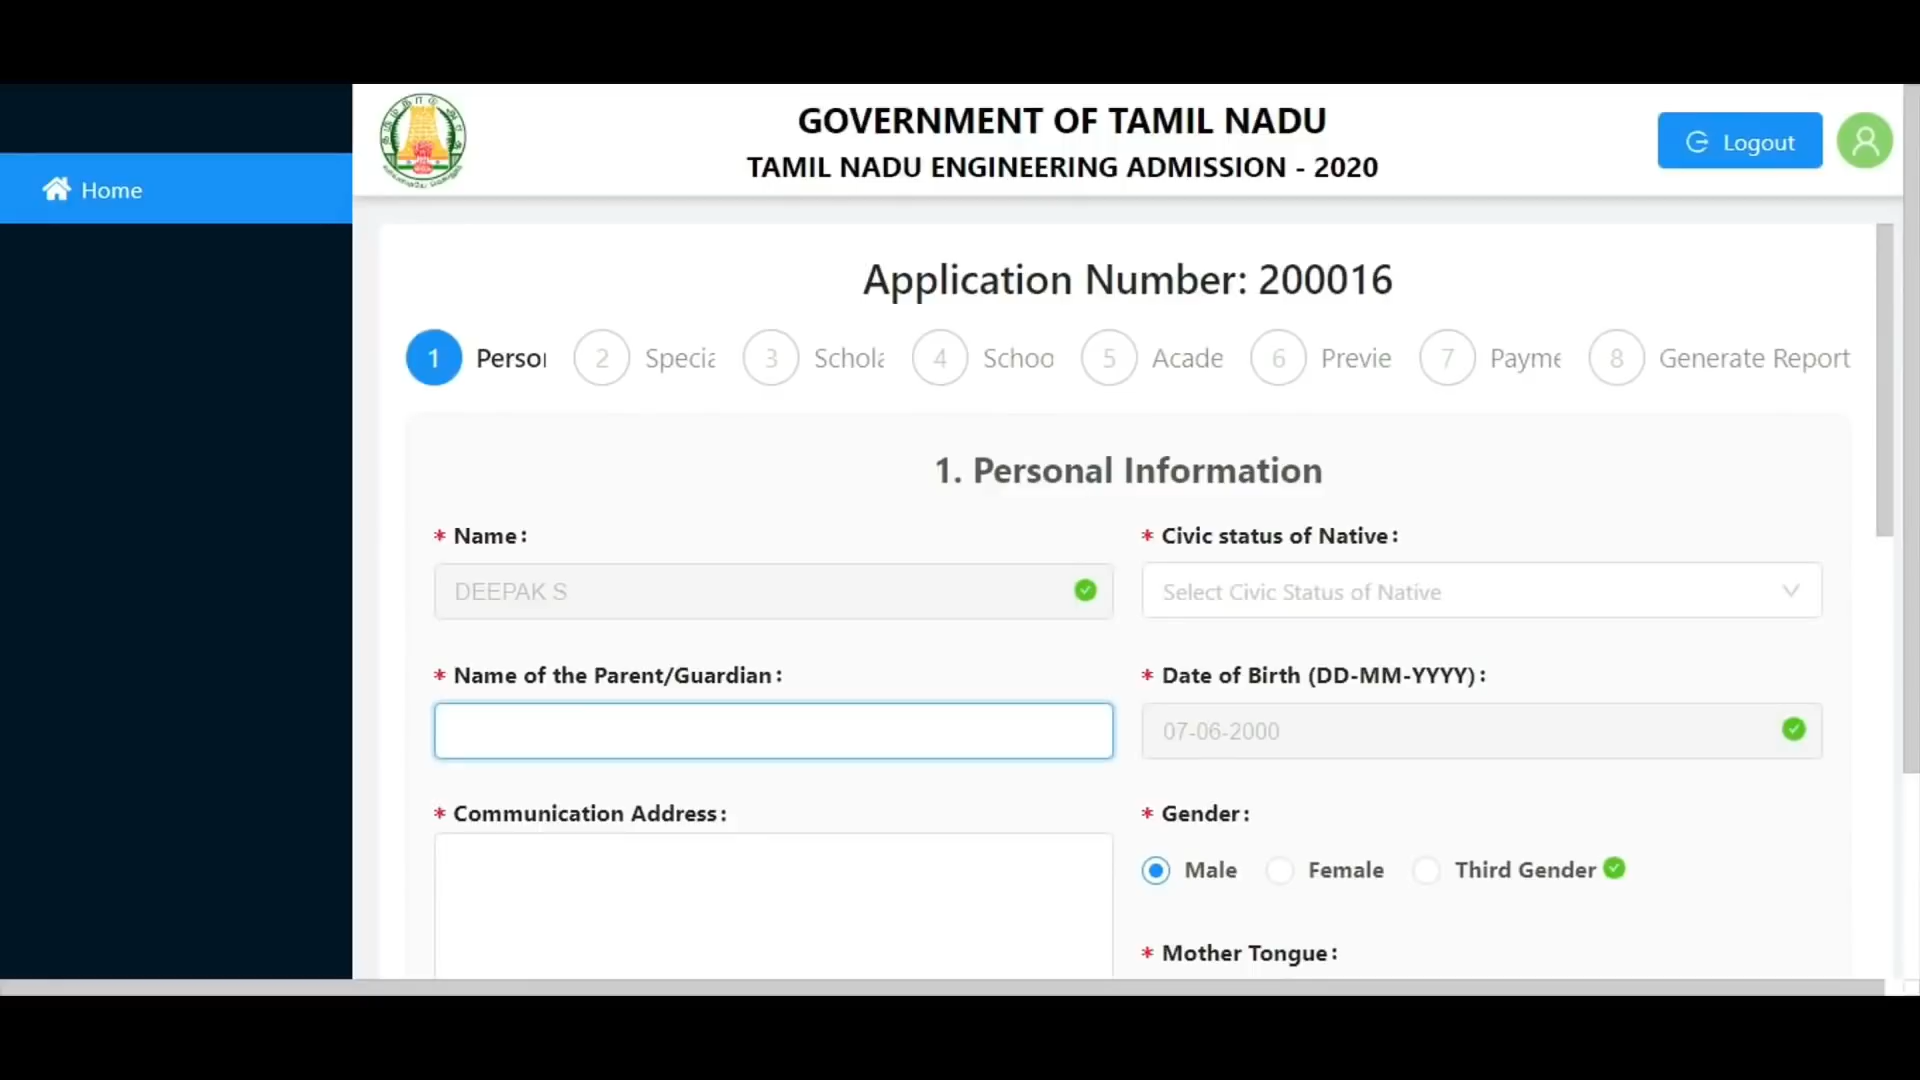 GOVERNMENT OF TAMIL NADU
TAMIL NADU ENGINEERING ADMISSION - 2020
Logout
Home
Application Number: 200016
1 Person 2 Specia 3 Schola 4 Schoo 5 Acade 6 Previe 7 Payme 8 Generate Report
1. Personal Information
* Name: * Civic status of Native:
DEEPAK S Select Civic Status of Native
* Name of the Parent/Guardian: * Date of Birth (DD-MM-YYYY):
07-06-2000
* Communication Address: * Gender:
Male Female Third Gender
* Mother Tongue: